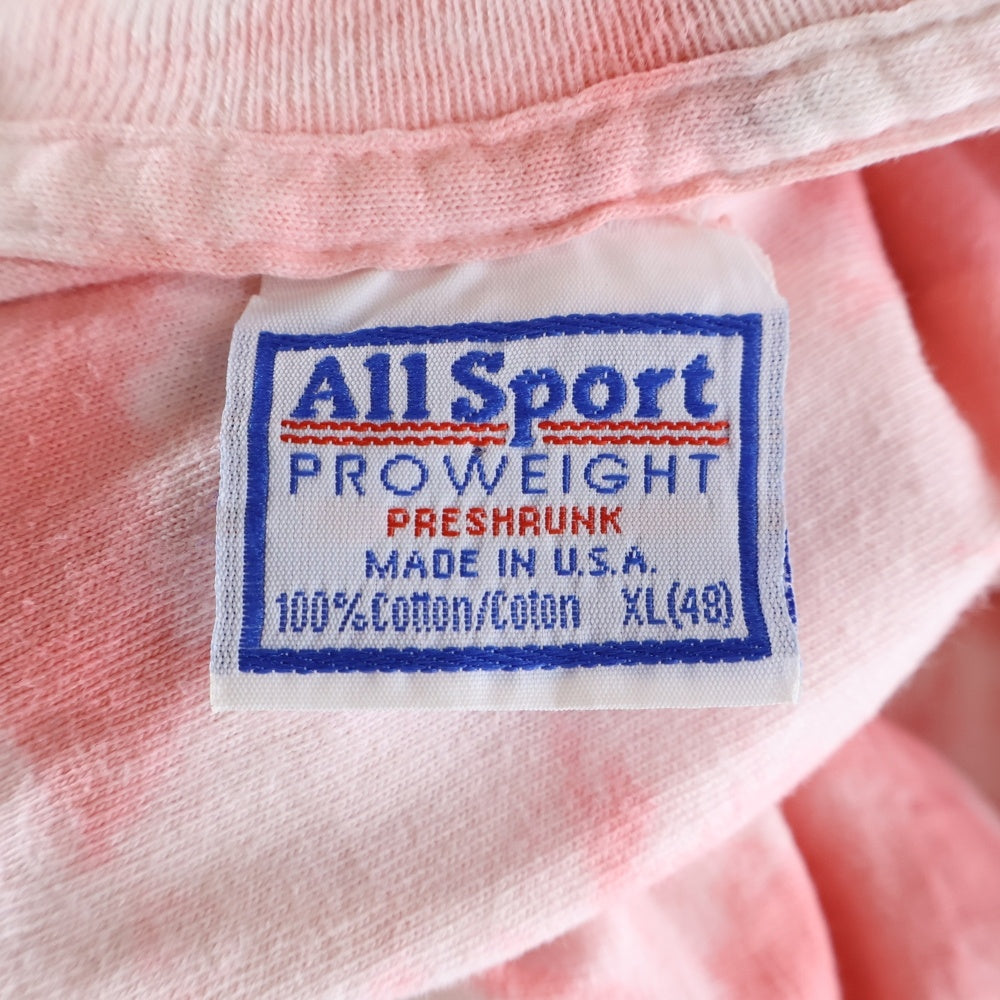 All Sport
PROWEIGHT
PRESHRUNK
MADE IN U.S.A.
100% Cotton/Coton XL(48)